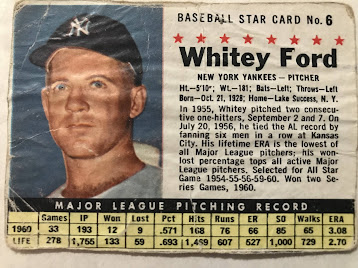 BASEBALL STAR CARD No. 6
Whitey Ford
NEW YORK YANKEES — PITCHER
Ht.-5'10"; Wt.-181; Bats-Left; Throws-Left
Born-Oct. 21, 1928; Home-Lake Success, N. Y.
In 1955, Whitey pitched two consecutive
one-hitters, September 2 and 7. On
July 20, 1956, he tied the AL record by
fanning six men in a row at Kansas
City. His lifetime ERA is the lowest of
all Major League pitchers; his won-
lost percentage tops all active Major
League pitchers. Selected for All Star
Game 1954-55-56-59-60. Won two Se-
ries Games, 1960.
MAJOR LEAGUE PITCHING RECORD
Games IP Won Lost Pct. Hits Runs ER SO Walks ERA
1960 33 193 12 9 .571 168 76 66 85 65 3.08
LIFE 278 1,755 133 59 .693 1,469 607 527 1,000 729 2.70